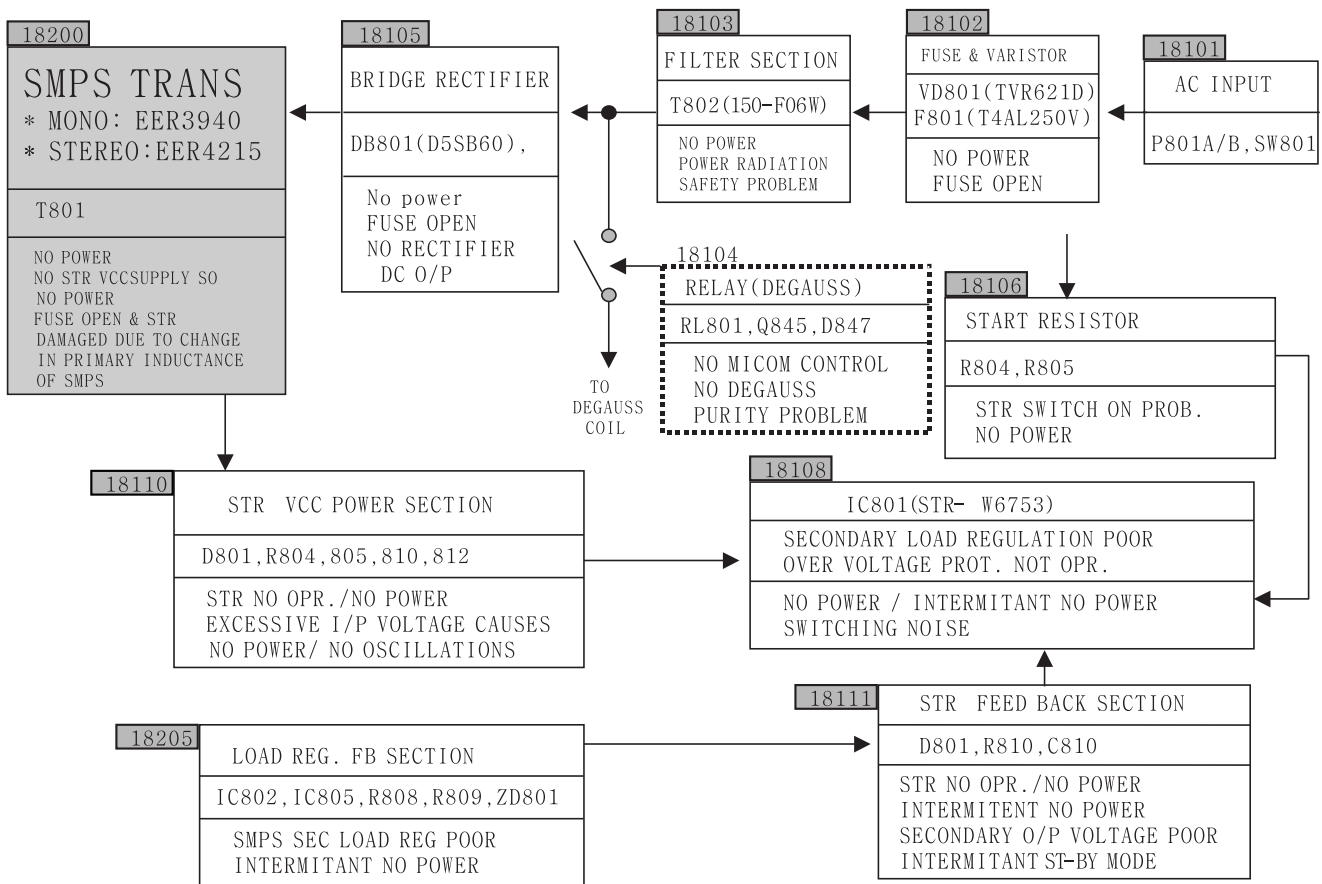 18200
SMPS TRANS
* MONO: EER3940
* STEREO:EER4215
T801
NO POWER
NO STR VCCSUPPLY SO
NO POWER
FUSE OPEN & STR
DAMAGED DUE TO CHANGE
IN PRIMARY INDUCTANCE
OF SMPS
18105
BRIDGE RECTIFIER
DB801(D5SB60),
No power
FUSE OPEN
NO RECTIFIER
DC O/P
18103
FILTER SECTION
T802(150-F06W)
NO POWER
POWER RADIATION
SAFETY PROBLEM
18102
FUSE & VARISTOR
VD801(TVR621D)
F801(T4AL250V)
NO POWER
FUSE OPEN
18101
AC INPUT
P801A/B,SW801
18104
RELAY(DEGAUSS)
RL801,Q845,D847
NO MICOM CONTROL
NO DEGAUSS
PURITY PROBLEM
TO
DEGAUSS
COIL
18106
START RESISTOR
R804,R805
STR SWITCH ON PROB.
NO POWER
18110
STR VCC POWER SECTION
D801,R804,805,810,812
STR NO OPR./NO POWER
EXCESSIVE I/P VOLTAGE CAUSES
NO POWER/ NO OSCILLATIONS
18108
IC801(STR- W6753)
SECONDARY LOAD REGULATION POOR
OVER VOLTAGE PROT. NOT OPR.
NO POWER / INTERMITANT NO POWER
SWITCHING NOISE
18205
LOAD REG. FB SECTION
IC802,IC805,R808,R809,ZD801
SMPS SEC LOAD REG POOR
INTERMITANT NO POWER
18111
STR FEED BACK SECTION
D801,R810,C810
STR NO OPR./NO POWER
INTERMITENT NO POWER
SECONDARY O/P VOLTAGE POOR
INTERMITANT ST-BY MODE